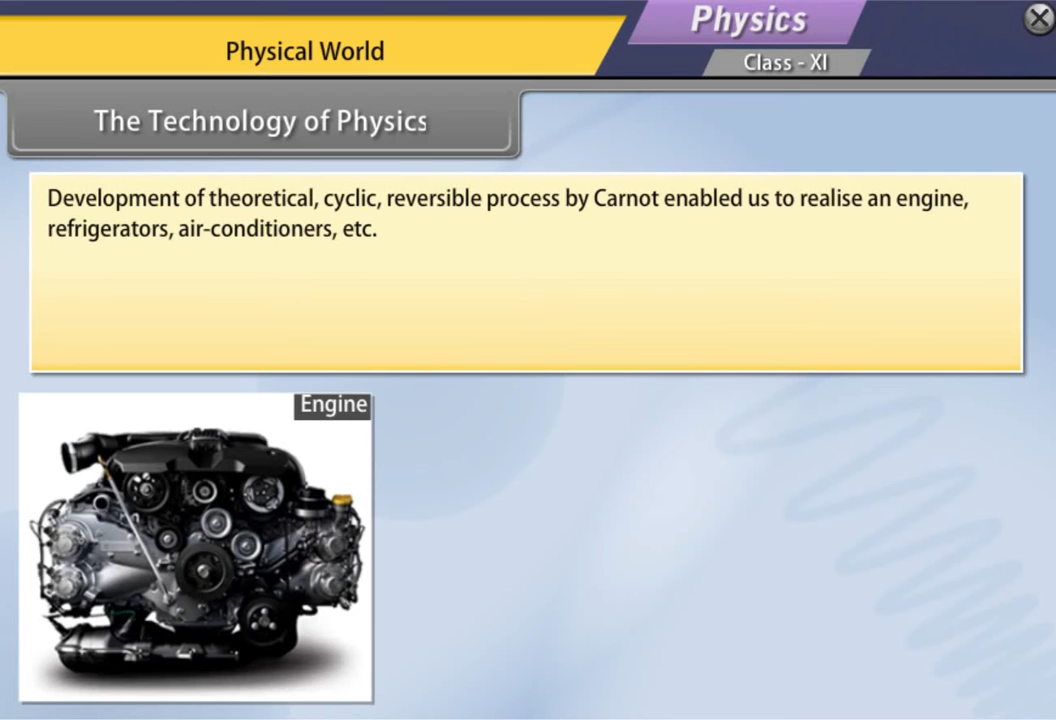 Physics
Physical World
Class - XI
The Technology of Physics
Development of theoretical, cyclic, reversible process by Carnot enabled us to realise an engine,
refrigerators, air-conditioners, etc.
Engine